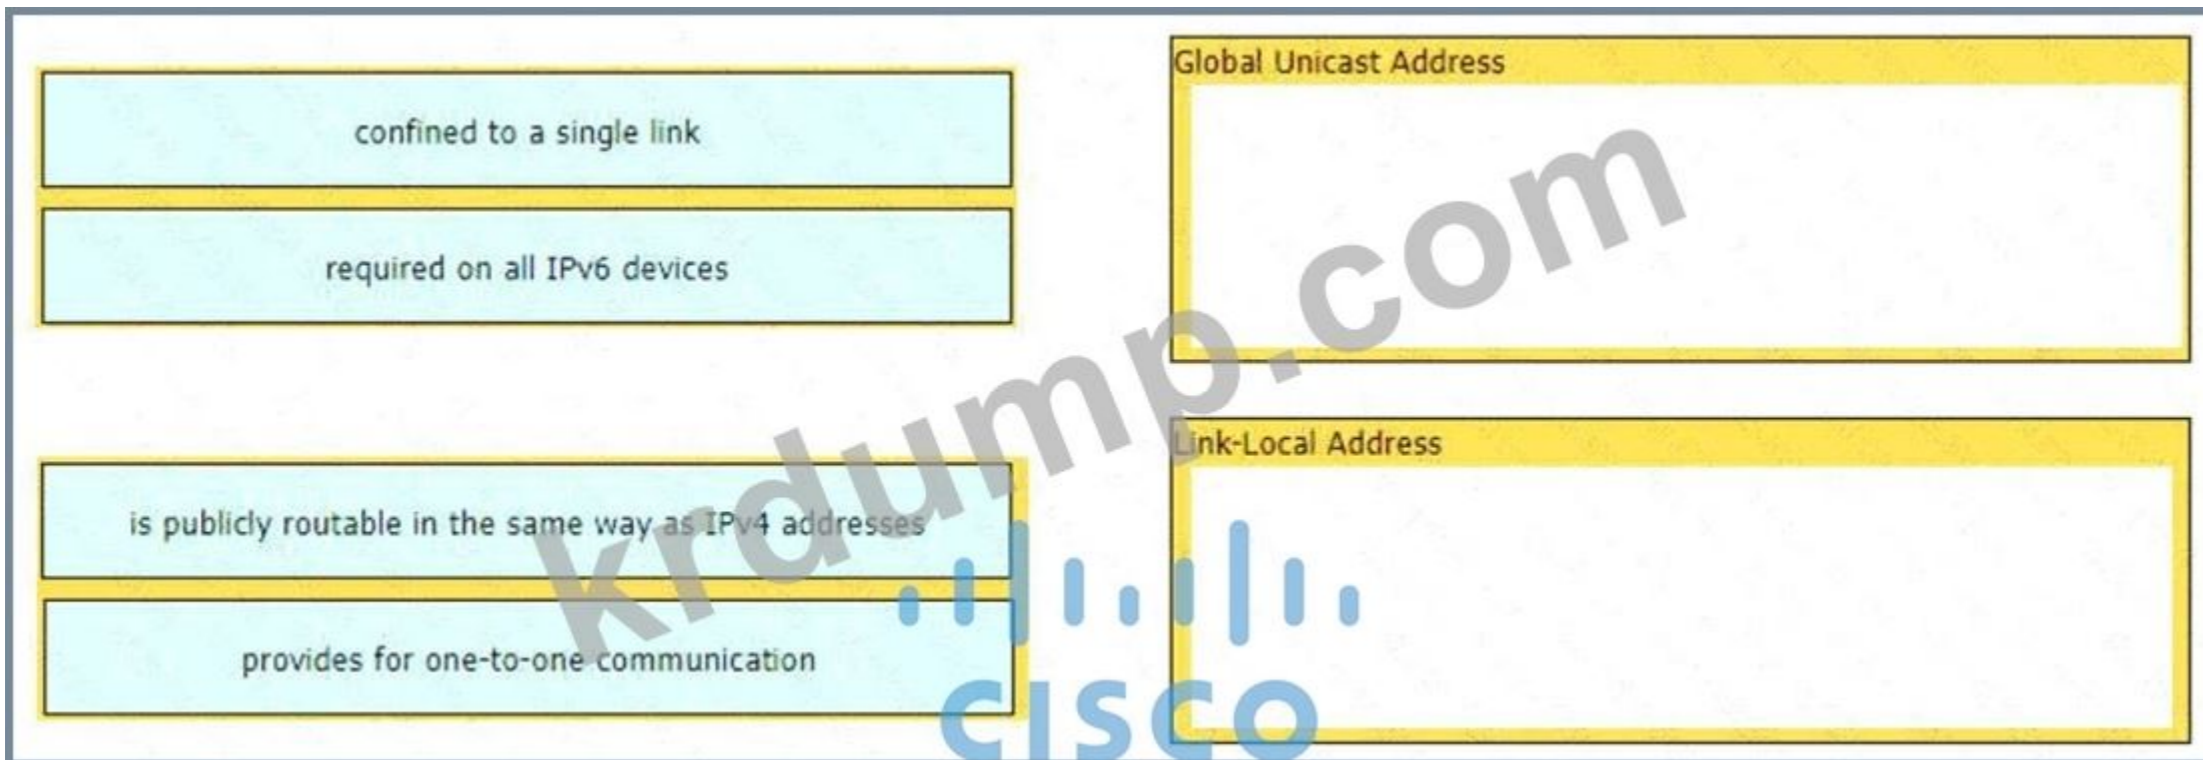 confined to a single link
required on all IPv6 devices
is publicly routable in the same way as IPv4 addresses
provides for one-to-one communication
Global Unicast Address
Link-Local Address
krdump.com
CISCO